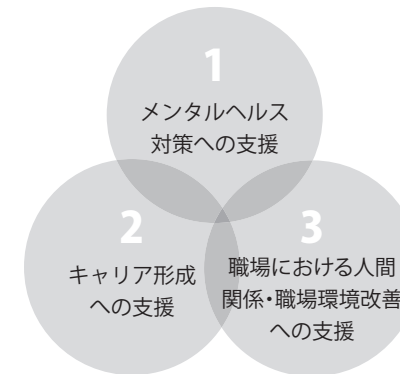 1
メンタルヘルス
対策への支援
2
キャリア形成
への支援
3
職場における人間
関係・職場環境改善
への支援